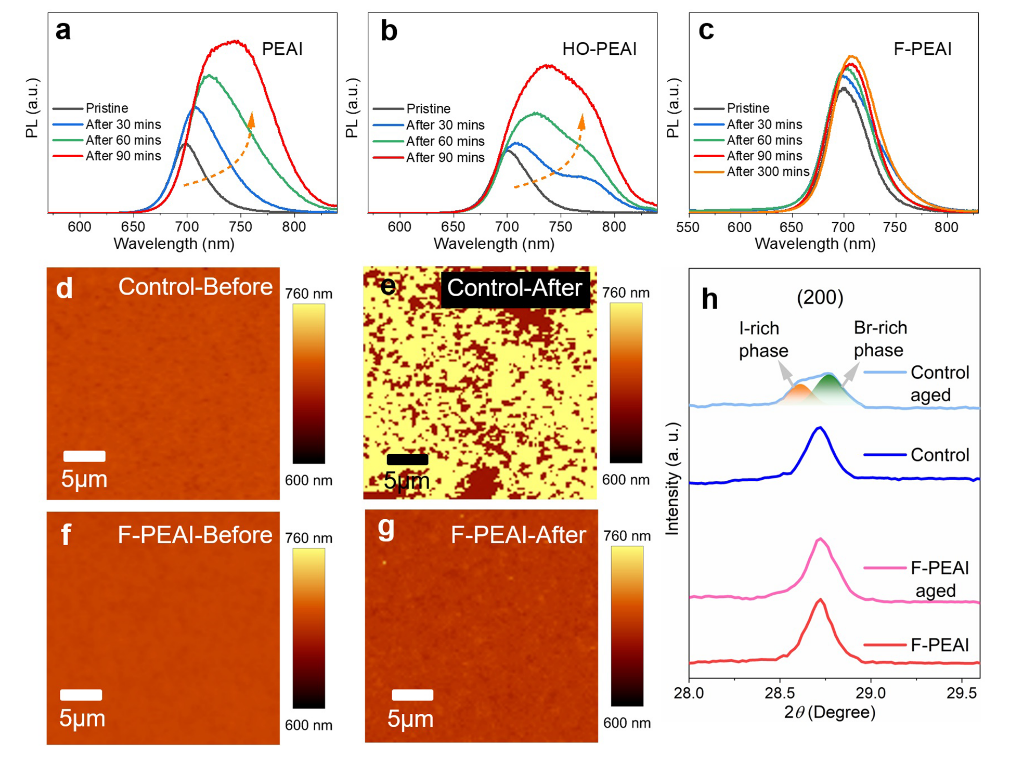 a
PEAI
PL (a.u.)
Pristine
After 30 mins
After 60 mins
After 90 mins
600 650 700 750 800
Wavelength (nm)
b
HO-PEAI
PL (a.u.)
Pristine
After 30 mins
After 60 mins
After 90 mins
600 650 700 750 800
Wavelength (nm)
c
F-PEAI
PL (a.u.)
Pristine
After 30 mins
After 60 mins
After 90 mins
After 300 mins
550 600 650 700 750 800
Wavelength (nm)
d
Control-Before
5μm
760 nm
600 nm
e
Control-After
5μm
760 nm
600 nm
f
F-PEAI-Before
5μm
760 nm
600 nm
g
F-PEAI-After
5μm
760 nm
600 nm
h
(200)
I-rich
phase
Br-rich
phase
Control
aged
Control
F-PEAI
aged
F-PEAI
Intensity (a. u.)
28.0 28.5 29.0 29.5
2θ (Degree)